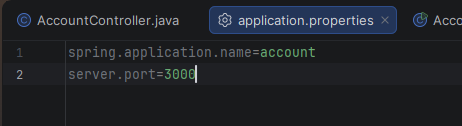 AccountController.java application.properties Acco
1 spring.application.name=account
2 server.port=3000